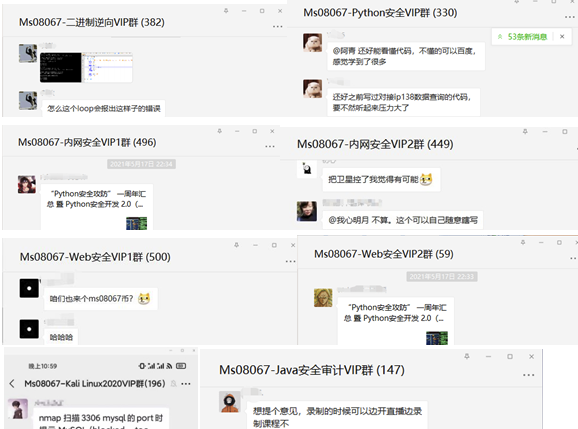 Ms08067-二进制逆向VIP群 (382)
怎么这个loop会报出这样子的错误
Ms08067-Python安全VIP群 (330)
53条新消息
@阿青 还好能看懂代码，不懂的可以百度，
感觉学到了很多
还好之前写过对接ip138数据查询的代码，
要不然听起来压力大了
Ms08067-内网安全VIP1群 (496)
2021年5月17日 22:34
“Python安全攻防” 一周年汇
总 暨 Python安全开发 2.0（...
Ms08067-内网安全VIP2群 (449)
把卫星控了我觉得有可能
@我心明月 不算。这个可以自己随意瞎写
Ms08067-Web安全VIP1群 (500)
咱们也来个ms08067/f5?
哈哈哈
Ms08067-Web安全VIP2群 (59)
2021年5月17日 22:33
“Python安全攻防” 一周年汇
总 暨 Python安全开发 2.0（...
晚上10:59
Ms08067-Kali Linux2020VIP群(196)
nmap 扫描 3306 mysql 的 port 时
Ms08067-Java安全审计VIP群 (147)
想提个意见，录制的时候可以边开直播边录
制课程不